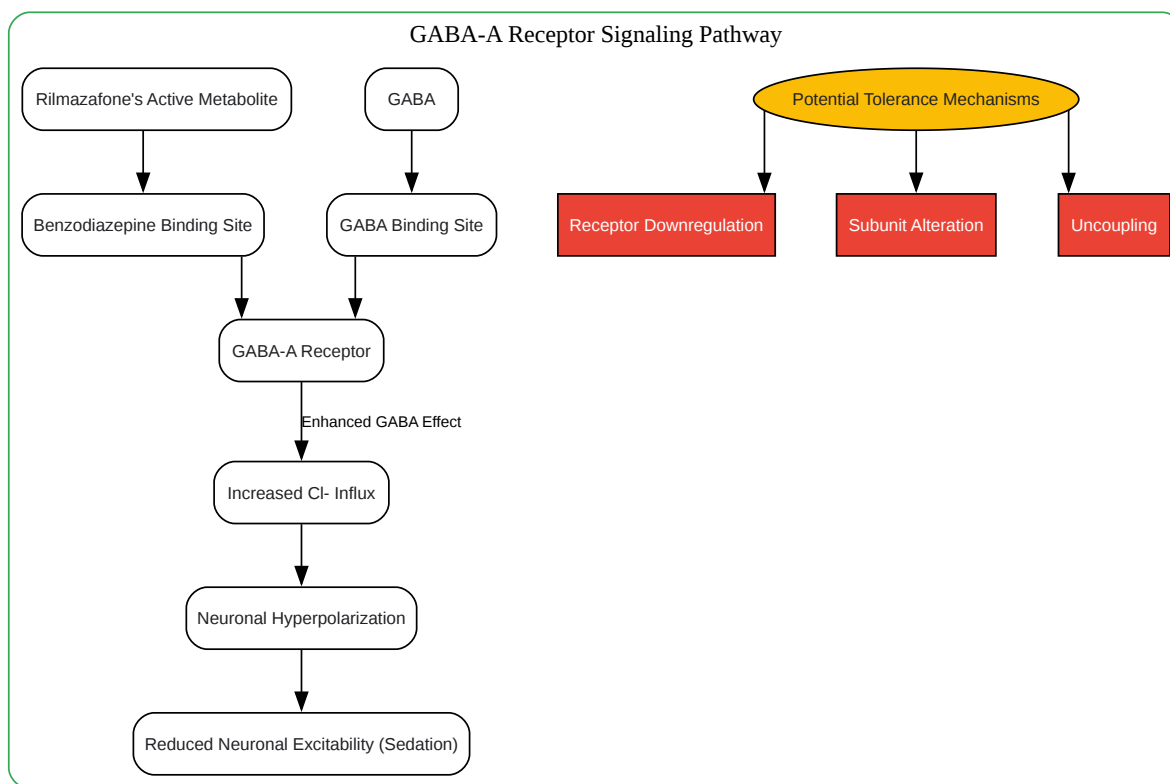 GABA-A Receptor Signaling Pathway
Rilmazafone's Active Metabolite
GABA
Potential Tolerance Mechanisms
Benzodiazepine Binding Site
GABA Binding Site
Receptor Downregulation
Subunit Alteration
Uncoupling
GABA-A Receptor
Enhanced GABA Effect
Increased Cl- Influx
Neuronal Hyperpolarization
Reduced Neuronal Excitability (Sedation)